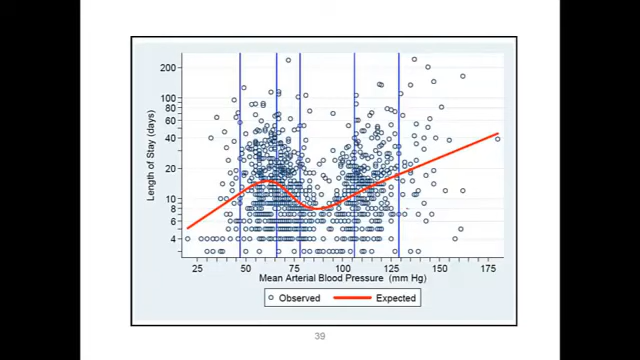 200
100
80
60
40
20
10
8
6
4
Length of Stay (days)
25 50 75 100 125 150 175
Mean Arterial Blood Pressure (mm Hg)
Observed Expected
39